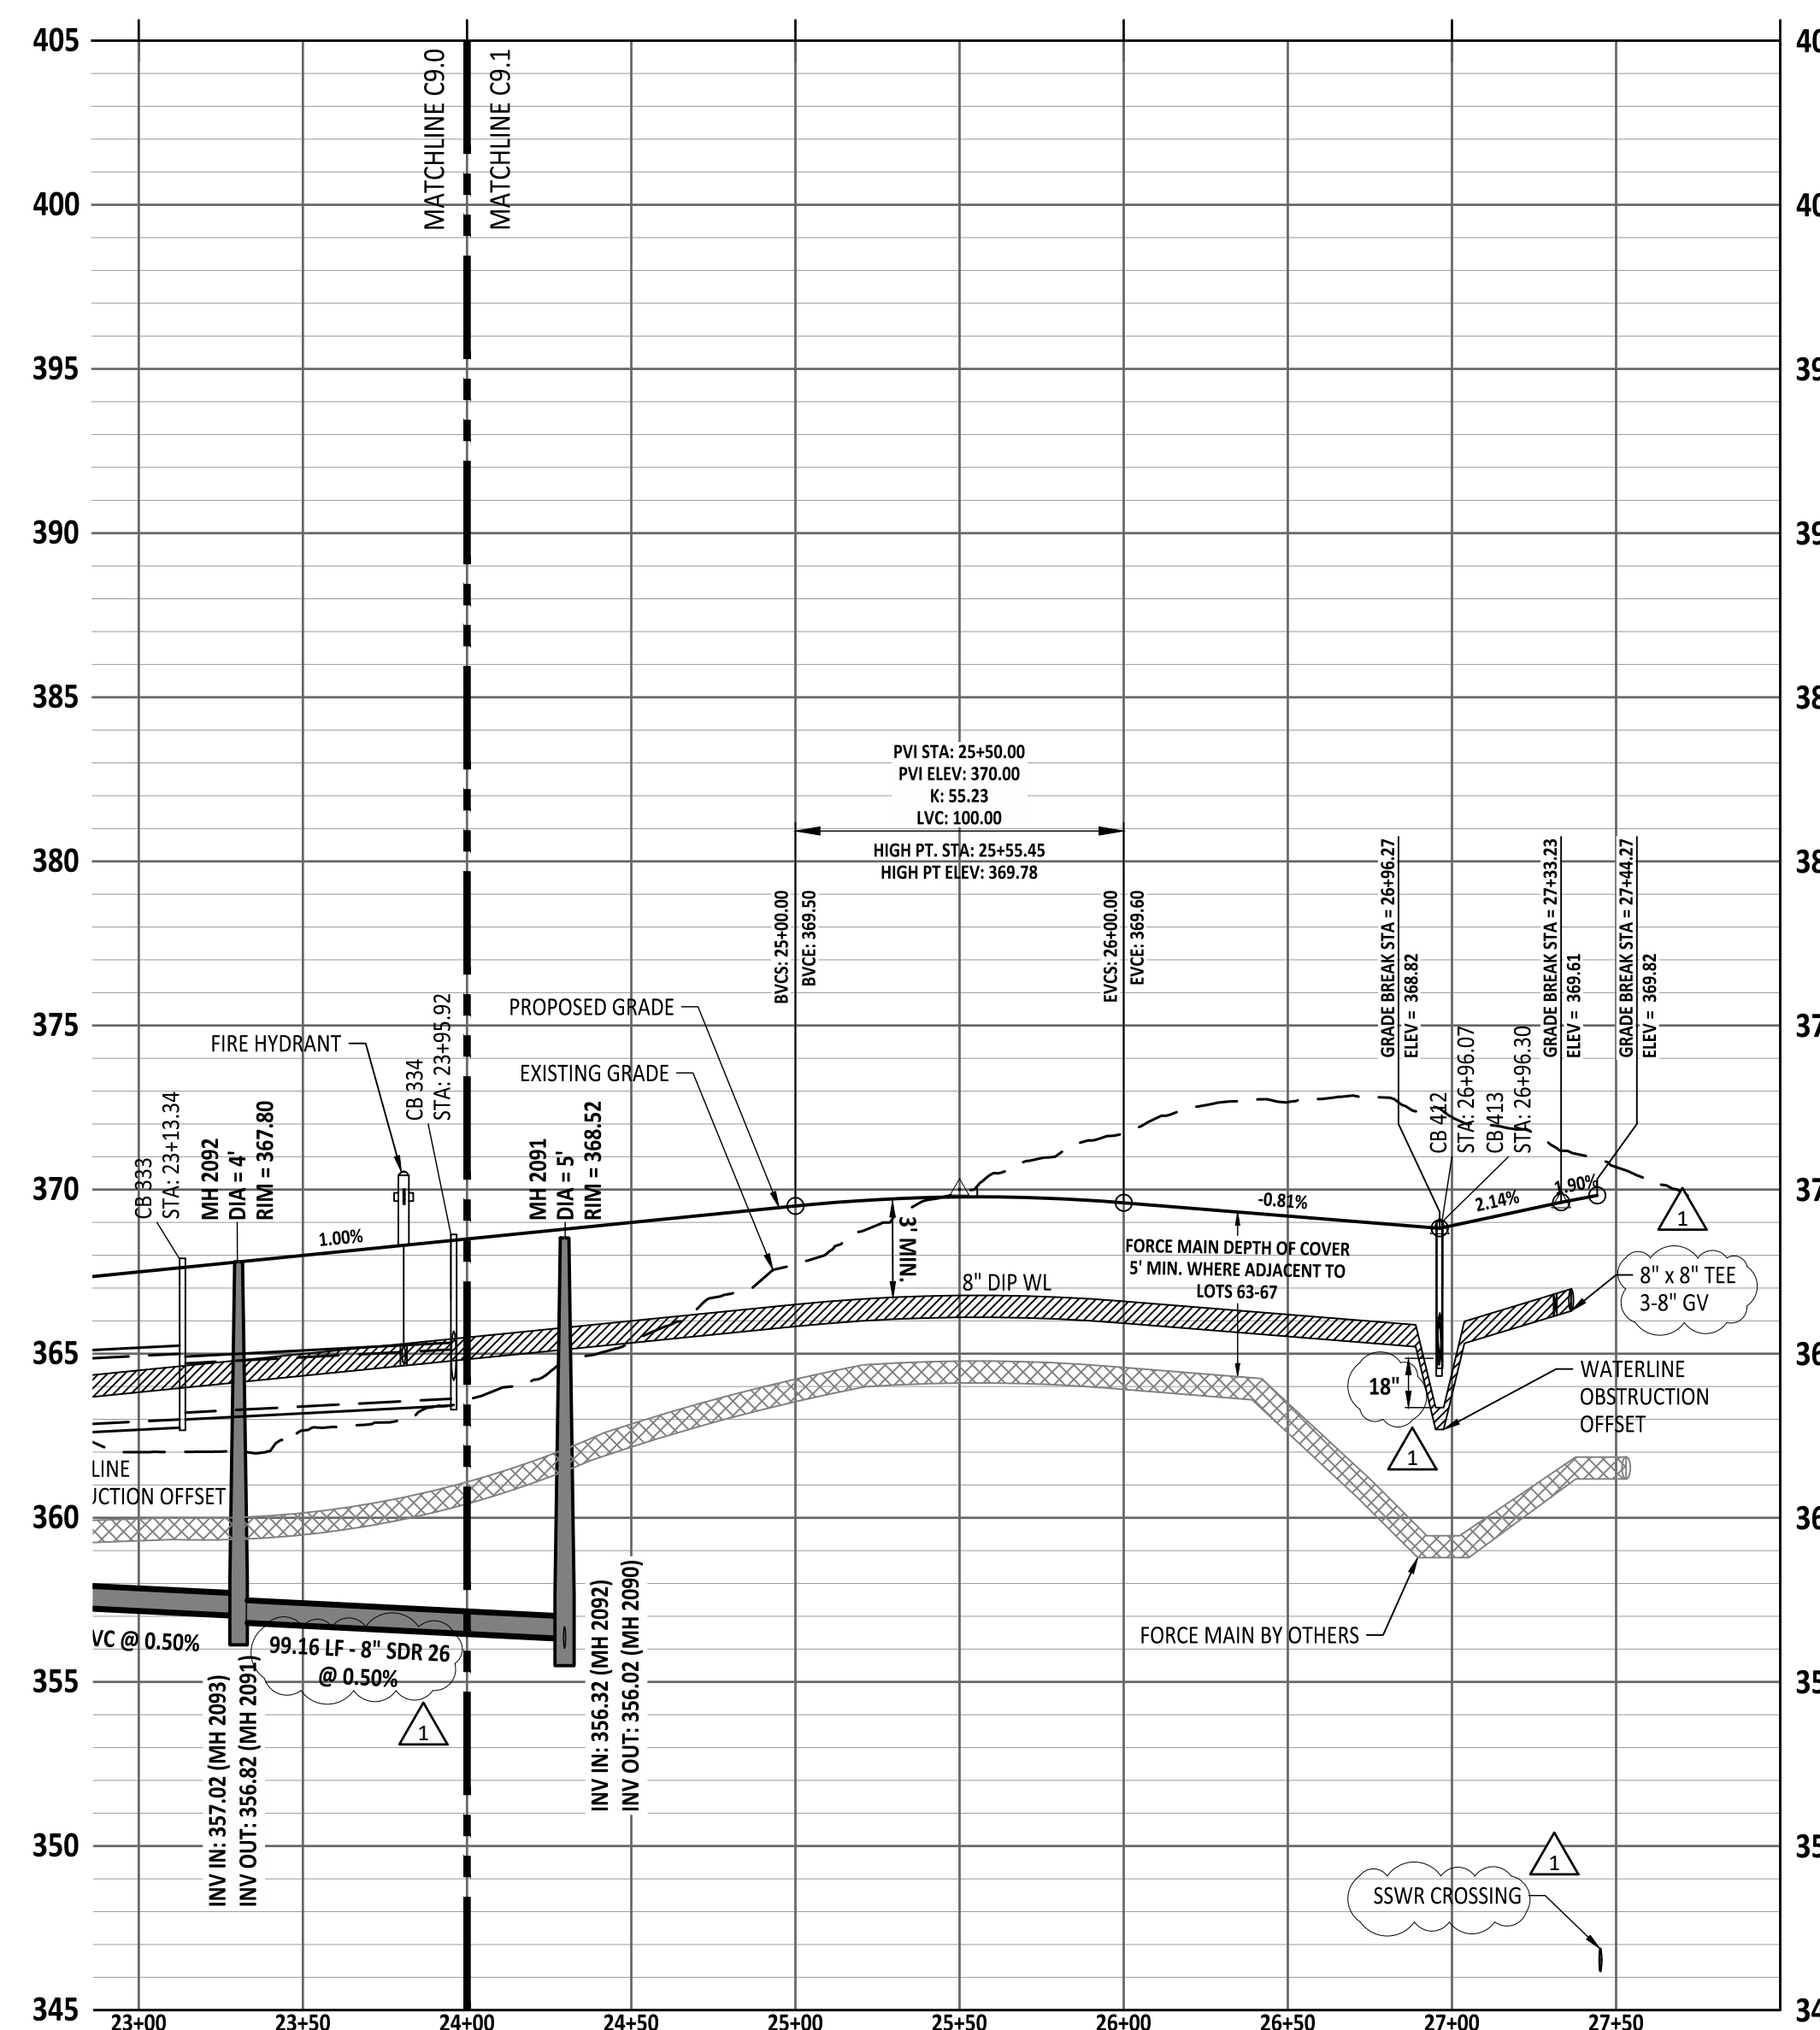 405
400
395
390
385
380
375
370
365
360
355
350
345
MATCHLINE C9.0
MATCHLINE C9.1
PVI STA: 25+50.00
PVI ELEV: 370.00
K: 55.23
LVC: 100.00
HIGH PT. STA: 25+55.45
HIGH PT ELEV: 369.78
BVCS: 25+00.00
BVCE: 369.50
EVCS: 26+00.00
EVCE: 369.60
GRADE BREAK STA = 26+96.27
ELEV = 368.82
GRADE BREAK STA = 27+33.23
ELEV = 369.61
GRADE BREAK STA = 27+44.27
ELEV = 369.82
PROPOSED GRADE
EXISTING GRADE
FIRE HYDRANT
CB 333
STA: 23+13.34
MH 2092
DIA = 4'
RIM = 367.80
CB 334
STA: 23+95.92
MH 2091
DIA = 5'
RIM = 368.52
CB 412
STA: 26+96.07
CB 413
STA: 26+96.30
1.00%
-0.81%
2.14%
1.90%
3' MIN.
8" DIP WL
FORCE MAIN DEPTH OF COVER
5' MIN. WHERE ADJACENT TO
LOTS 63-67
1
8" x 8" TEE
3-8" GV
18"
WATERLINE
OBSTRUCTION
OFFSET
1
LINE
UCTION OFFSET
VC @ 0.50%
99.16 LF - 8" SDR 26
@ 0.50%
1
INV IN: 357.02 (MH 2093)
INV OUT: 356.82 (MH 2091)
INV IN: 356.32 (MH 2092)
INV OUT: 356.02 (MH 2090)
FORCE MAIN BY OTHERS
1
SSWR CROSSING
23+00
23+50
24+00
24+50
25+00
25+50
26+00
26+50
27+00
27+50